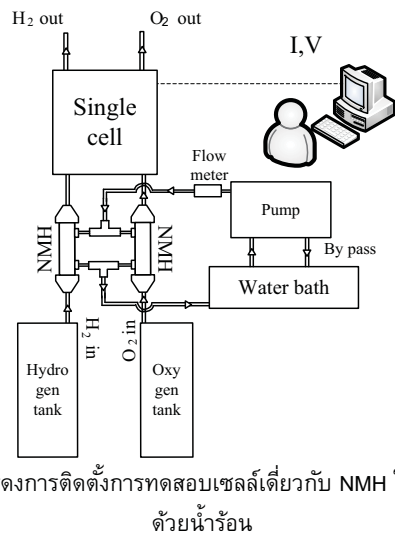 H₂ out
O₂ out
I,V
Single
cell
Flow
meter
Pump
NMH
NMH
By pass
Water bath
H₂ in
O₂ in
Hydro
gen
tank
Oxy
gen
tank
ดงการติดตั้งการทดสอบเซลล์เดี่ยวกับ NMH
ด้วยน้ำร้อน